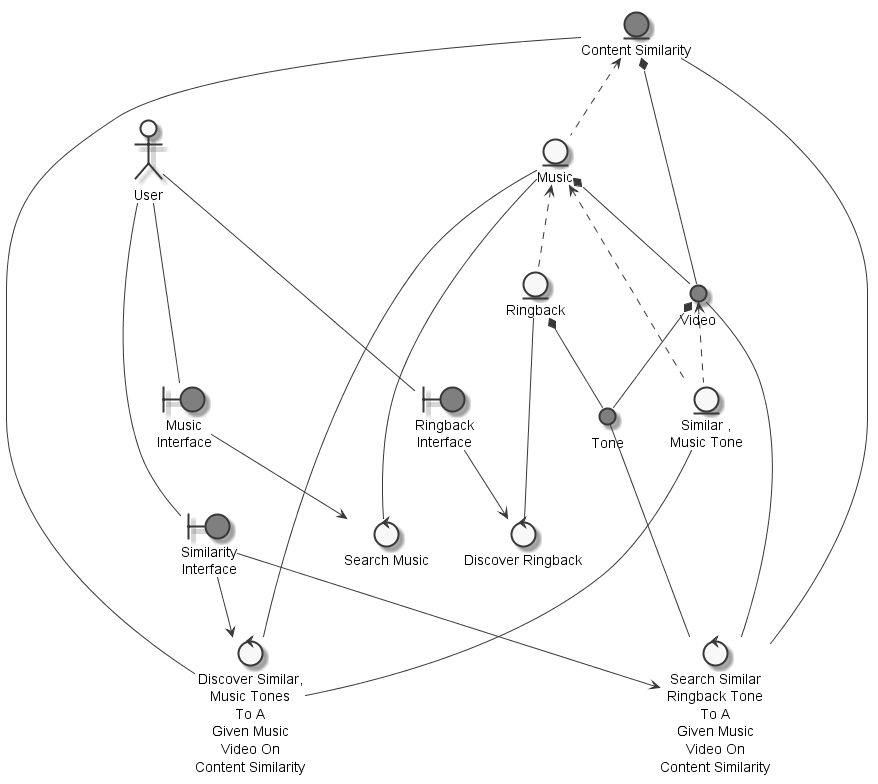 Content Similarity
User
Music
Ringback
Video
Music
Interface
Ringback
Interface
Tone
Similar ,
Music Tone
Similarity
Interface
Search Music
Discover Ringback
Discover Similar,
Music Tones
To A
Given Music
Video On
Content Similarity
Search Similar
Ringback Tone
To A
Given Music
Video On
Content Similarity